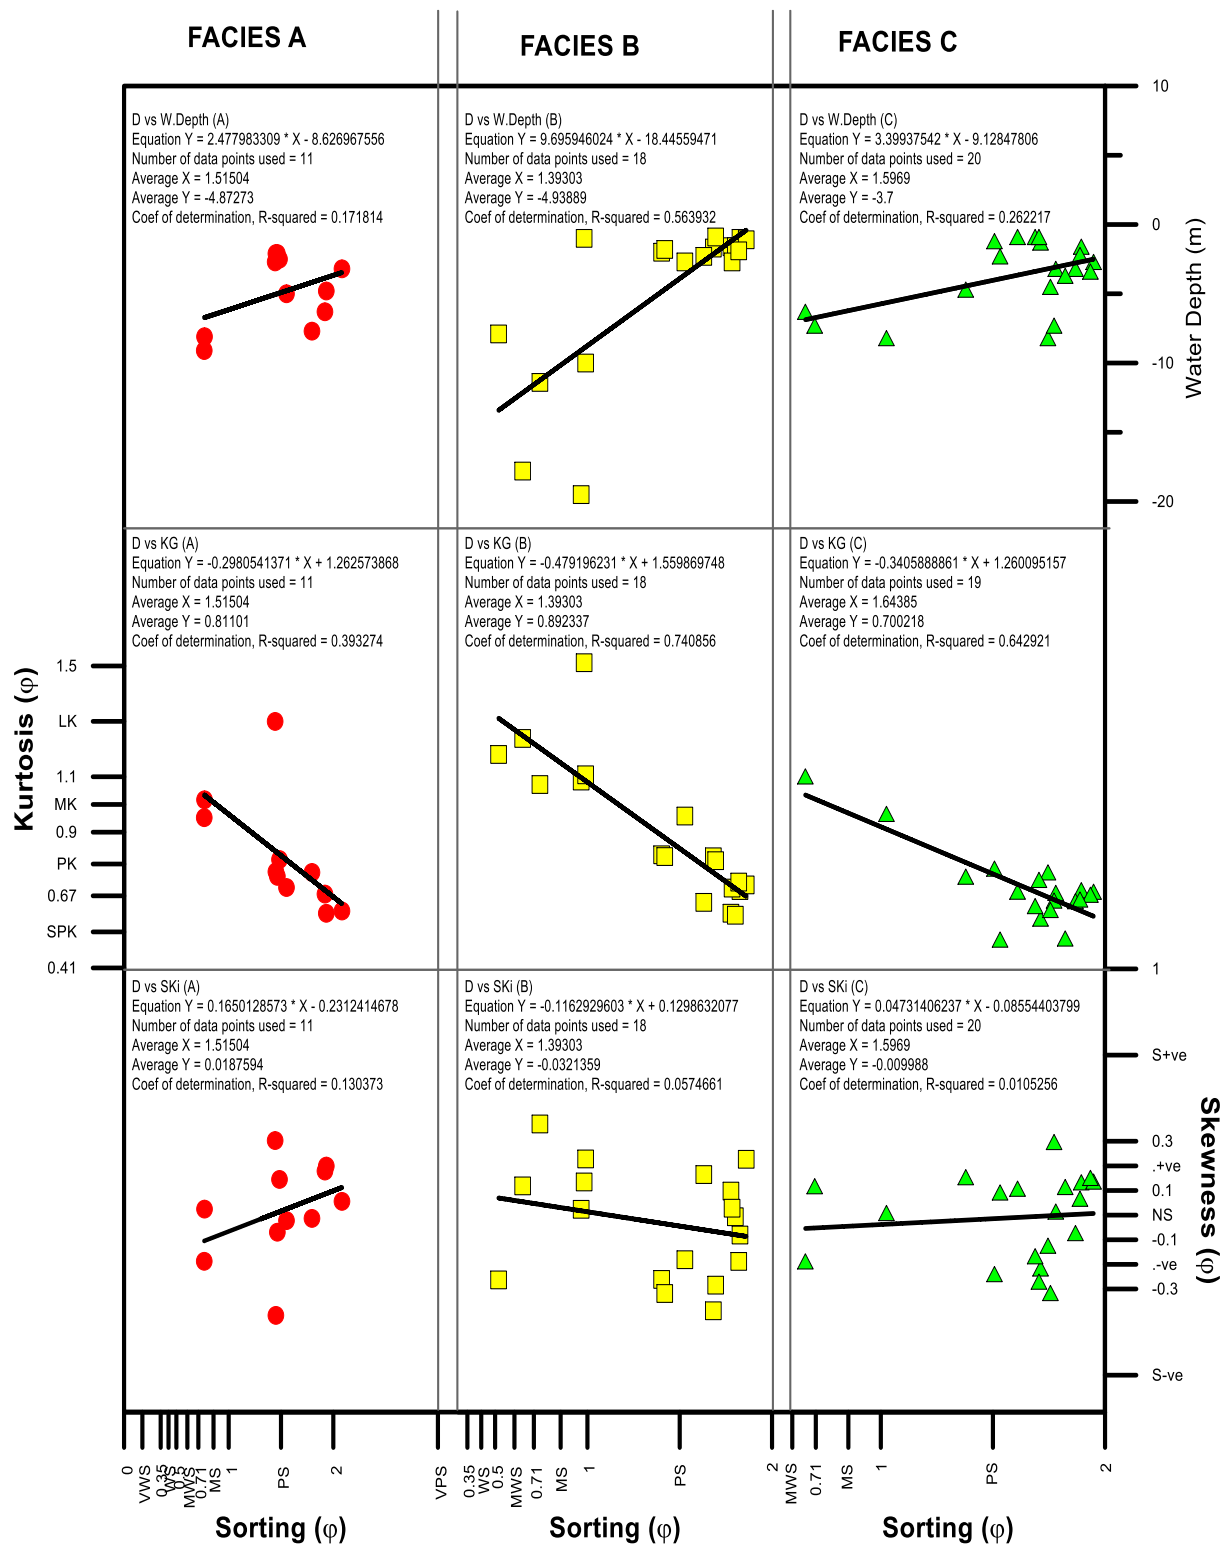 FACIES A
FACIES B
FACIES C
D vs W.Depth (A)
Equation Y = 2.477983309 * X - 8.626967556
Number of data points used = 11
Average X = 1.51504
Average Y = -4.87273
Coef of determination, R-squared = 0.171814
D vs W.Depth (B)
Equation Y = 9.695946024 * X - 18.44559471
Number of data points used = 18
Average X = 1.39303
Average Y = -4.93889
Coef of determination, R-squared = 0.563932
D vs W.Depth (C)
Equation Y = 3.39937542 * X - 9.12847806
Number of data points used = 20
Average X = 1.5969
Average Y = -3.7
Coef of determination, R-squared = 0.262217
10
0
-10
-20
Water Depth (m)
D vs KG (A)
Equation Y = -0.2980541371 * X + 1.262573868
Number of data points used = 11
Average X = 1.51504
Average Y = 0.81101
Coef of determination, R-squared = 0.393274
D vs KG (B)
Equation Y = -0.479196231 * X + 1.559869748
Number of data points used = 18
Average X = 1.39303
Average Y = 0.892337
Coef of determination, R-squared = 0.740856
D vs KG (C)
Equation Y = -0.3405888861 * X + 1.260095157
Number of data points used = 19
Average X = 1.64385
Average Y = 0.700218
Coef of determination, R-squared = 0.642921
Kurtosis (φ)
1.5
LK
1.1
MK
0.9
PK
0.67
SPK
0.41
D vs SKi (A)
Equation Y = 0.1650128573 * X - 0.2312414678
Number of data points used = 11
Average X = 1.51504
Average Y = 0.0187594
Coef of determination, R-squared = 0.130373
D vs SKi (B)
Equation Y = -0.1162929603 * X + 0.1298632077
Number of data points used = 18
Average X = 1.39303
Average Y = -0.0321359
Coef of determination, R-squared = 0.0574661
D vs SKi (C)
Equation Y = 0.04731406237 * X - 0.08554403799
Number of data points used = 20
Average X = 1.5969
Average Y = -0.009988
Coef of determination, R-squared = 0.0105256
1
S+ve
0.3
.+ve
0.1
NS
-0.1
.-ve
-0.3
S-ve
Skewness (φ)
0
VWS
0.35
WS
0.5
MWS
0.71
MS
1
PS
2
VPS
0.35
WS
0.5
MWS
0.71
MS
1
PS
2
MWS
0.71
MS
1
PS
2
Sorting (φ)
Sorting (φ)
Sorting (φ)